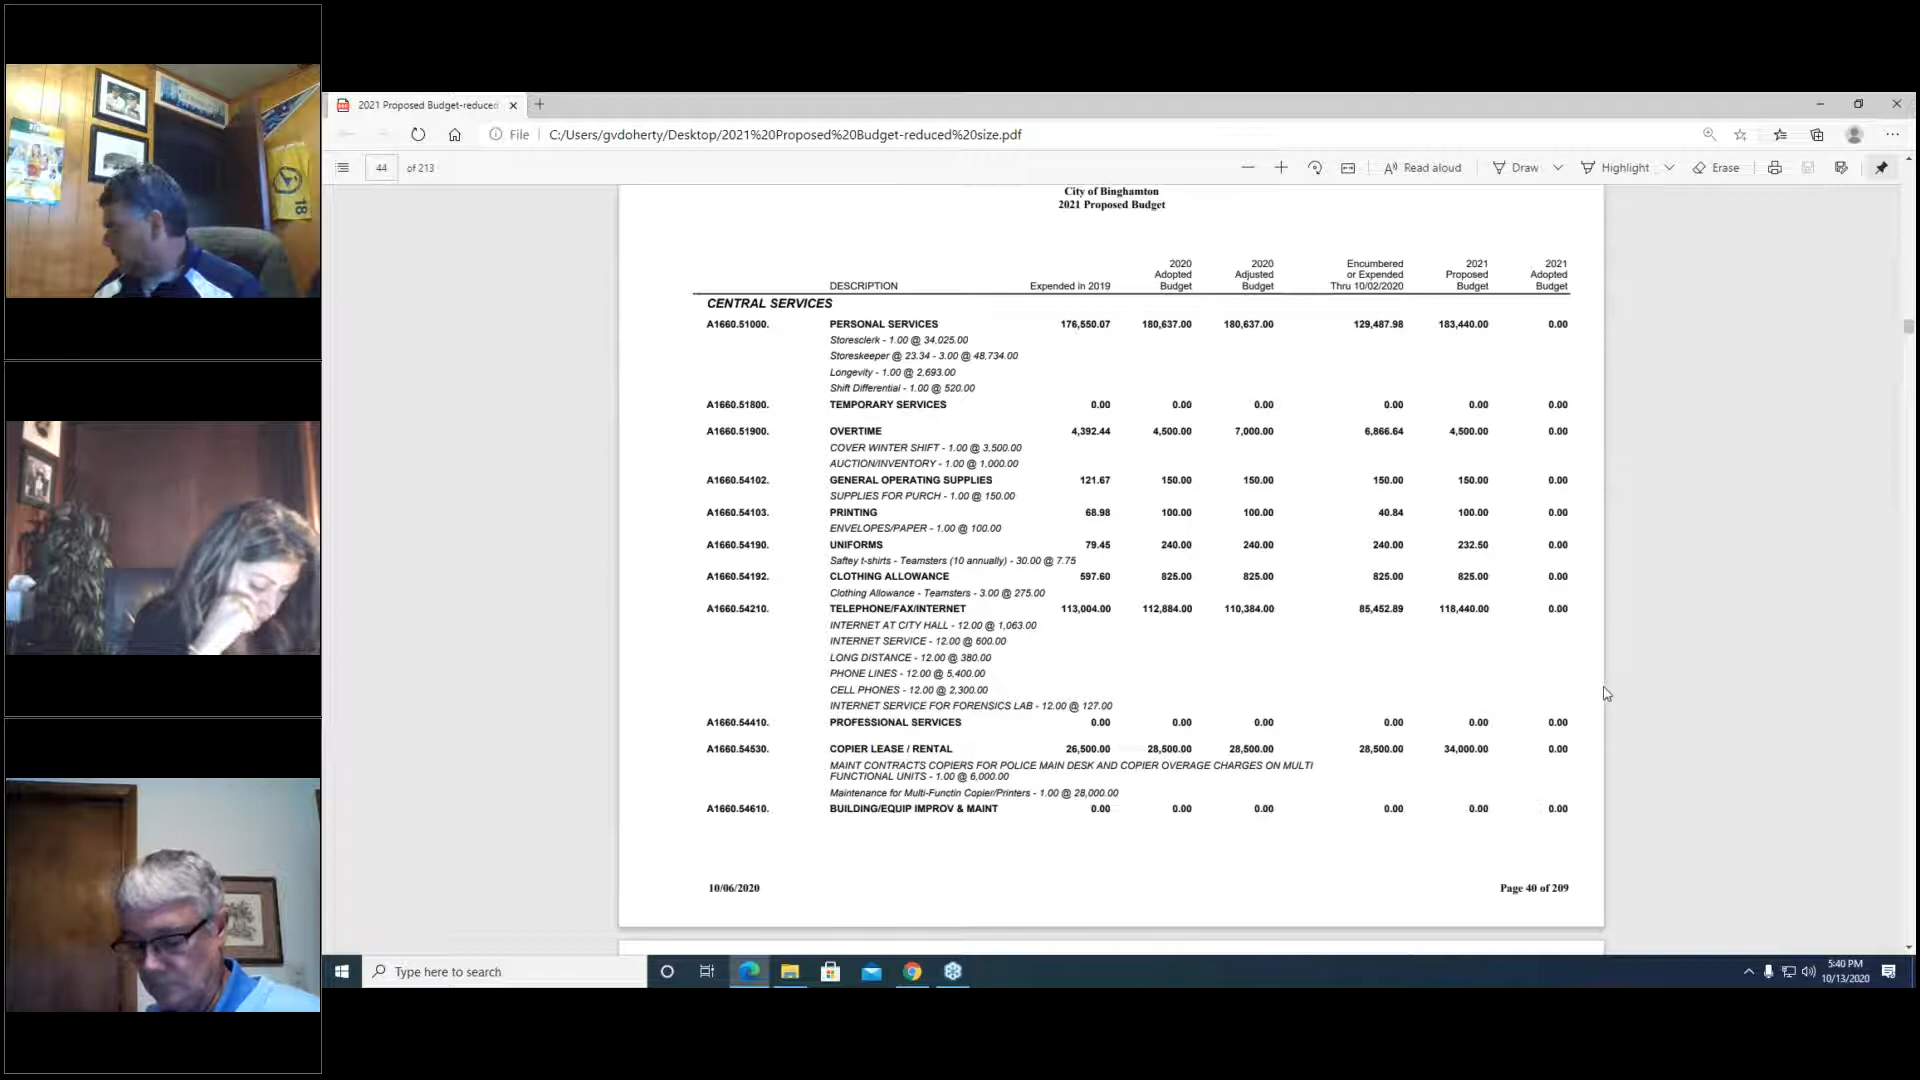 2021 Proposed Budget-reduced
File C:/Users/gvdoherty/Desktop/2021%20Proposed%20Budget-reduced%20size.pdf
44 of 213 Read aloud Draw Highlight Erase
City of Binghamton
2021 Proposed Budget
2020 2020 Encumbered 2021 2021
Adopted Adjusted or Expended Proposed Adopted
DESCRIPTION Expended in 2019 Budget Budget Thru 10/02/2020 Budget Budget
CENTRAL SERVICES
A1660.51000. PERSONAL SERVICES 176,550.07 180,637.00 180,637.00 129,487.98 183,440.00 0.00
Storesclerk - 1.00 @ 34,025.00
Storeskeeper @ 23.34 - 3.00 @ 48,734.00
Longevity - 1.00 @ 2,693.00
Shift Differential - 1.00 @ 520.00
A1660.51800. TEMPORARY SERVICES 0.00 0.00 0.00 0.00 0.00 0.00
A1660.51900. OVERTIME 4,392.44 4,500.00 7,000.00 6,866.64 4,500.00 0.00
COVER WINTER SHIFT - 1.00 @ 3,500.00
AUCTION/INVENTORY - 1.00 @ 1,000.00
A1660.54102. GENERAL OPERATING SUPPLIES 121.67 150.00 150.00 150.00 150.00 0.00
SUPPLIES FOR PURCH - 1.00 @ 150.00
A1660.54103. PRINTING 68.98 100.00 100.00 40.84 100.00 0.00
ENVELOPES/PAPER - 1.00 @ 100.00
A1660.54190. UNIFORMS 79.45 240.00 240.00 240.00 232.50 0.00
Saftey t-shirts - Teamsters (10 annually) - 30.00 @ 7.75
A1660.54192. CLOTHING ALLOWANCE 597.60 825.00 825.00 825.00 825.00 0.00
Clothing Allowance - Teamsters - 3.00 @ 275.00
A1660.54210. TELEPHONE/FAX/INTERNET 113,004.00 112,884.00 110,384.00 85,452.89 118,440.00 0.00
INTERNET AT CITY HALL - 12.00 @ 1,063.00
INTERNET SERVICE - 12.00 @ 600.00
LONG DISTANCE - 12.00 @ 380.00
PHONE LINES - 12.00 @ 5,400.00
CELL PHONES - 12.00 @ 2,300.00
INTERNET SERVICE FOR FORENSICS LAB - 12.00 @ 127.00
A1660.54410. PROFESSIONAL SERVICES 0.00 0.00 0.00 0.00 0.00 0.00
A1660.54530. COPIER LEASE / RENTAL 26,500.00 28,500.00 28,500.00 28,500.00 34,000.00 0.00
MAINT CONTRACTS COPIERS FOR POLICE MAIN DESK AND COPIER OVERAGE CHARGES ON MULTI
FUNCTIONAL UNITS - 1.00 @ 6,000.00
Maintenance for Multi-Functin Copier/Printers - 1.00 @ 28,000.00
A1660.54610. BUILDING/EQUIP IMPROV & MAINT 0.00 0.00 0.00 0.00 0.00 0.00
10/06/2020 Page 40 of 209
Type here to search
5:40 PM
10/13/2020
18